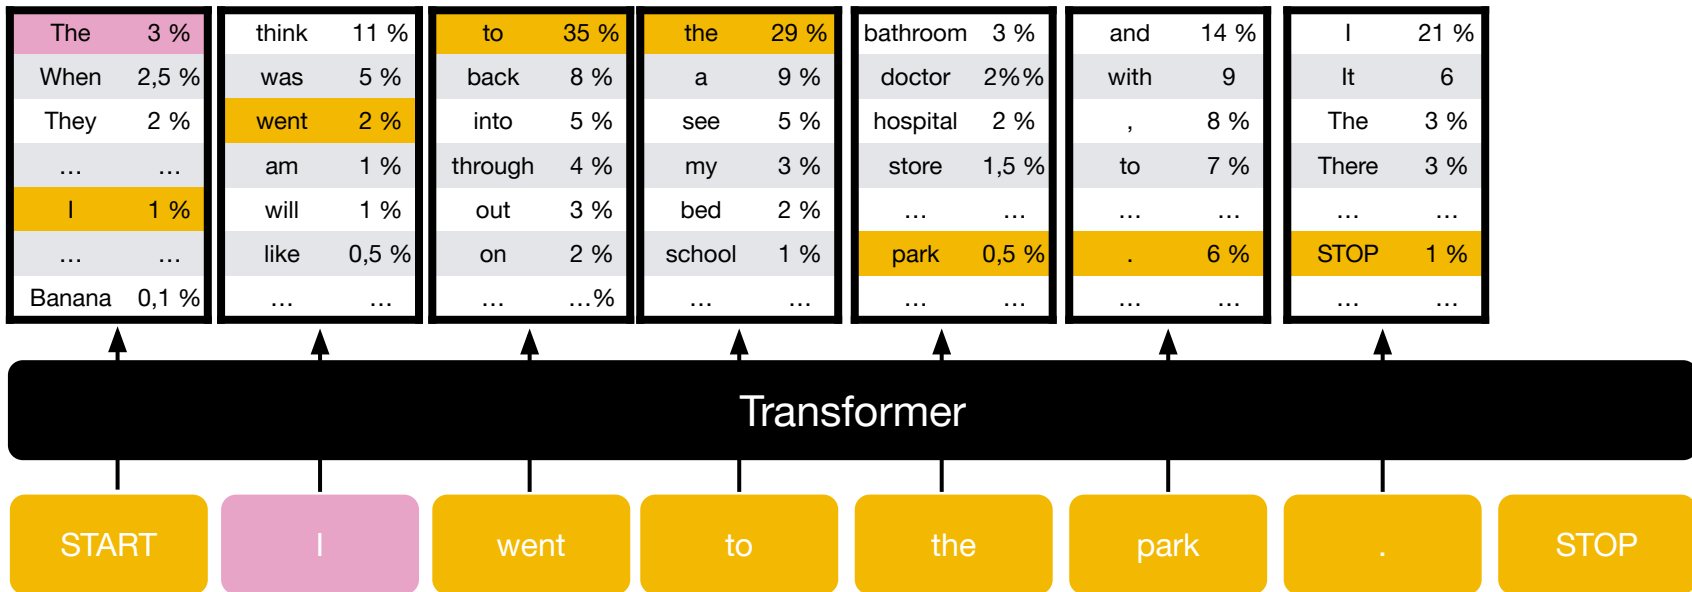 The 3 % think 11 % to 35 % the 29 % bathroom 3 % and 14 % I 21 %
When 2,5 % was 5 % back 8 % a 9 % doctor 2%% with 9 It 6
They 2 % went 2 % into 5 % see 5 % hospital 2 % , 8 % The 3 %
... ... am 1 % through 4 % my 3 % store 1,5 % to 7 % There 3 %
I 1 % will 1 % out 3 % bed 2 % ... ... ... ... ... ...
... ... like 0,5 % on 2 % school 1 % park 0,5 % . 6 % STOP 1 %
Banana 0,1 % ... ... ... ...% ... ... ... ... ... ... ... ...
Transformer
START I went to the park . STOP